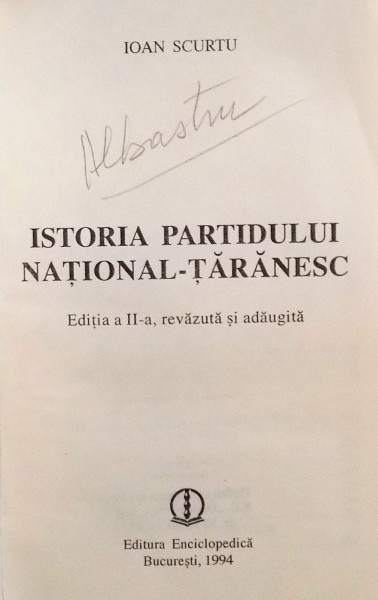 IOAN SCURTU
Albastru
ISTORIA PARTIDULUI
NAȚIONAL-ȚĂRĂNESC
Ediția a II-a, revăzută și adăugită
Editura Enciclopedică
București, 1994